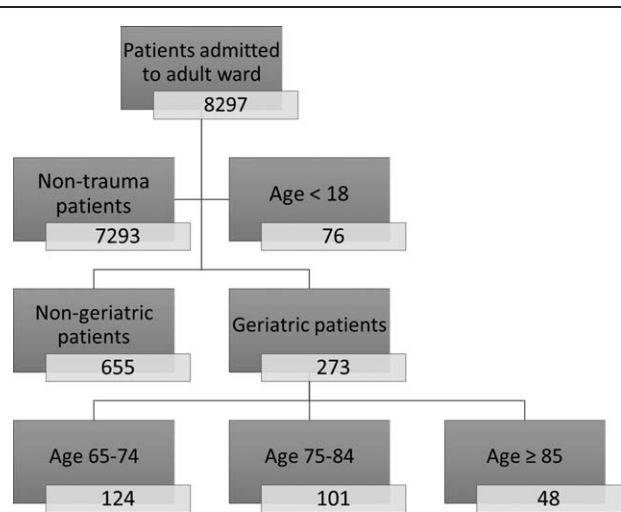 Patients admitted
to adult ward
8297
Non-trauma
patients
7293
Age < 18
76
Non-geriatric
patients
655
Geriatric patients
273
Age 65-74
124
Age 75-84
101
Age ≥ 85
48